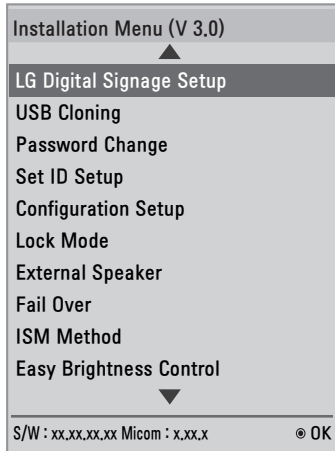 Installation Menu (V 3.0)
LG Digital Signage Setup
USB Cloning
Password Change
Set ID Setup
Configuration Setup
Lock Mode
External Speaker
Fail Over
ISM Method
Easy Brightness Control
S/W : xx.xx.xx.xx Micom : x.xx.x ◉ OK